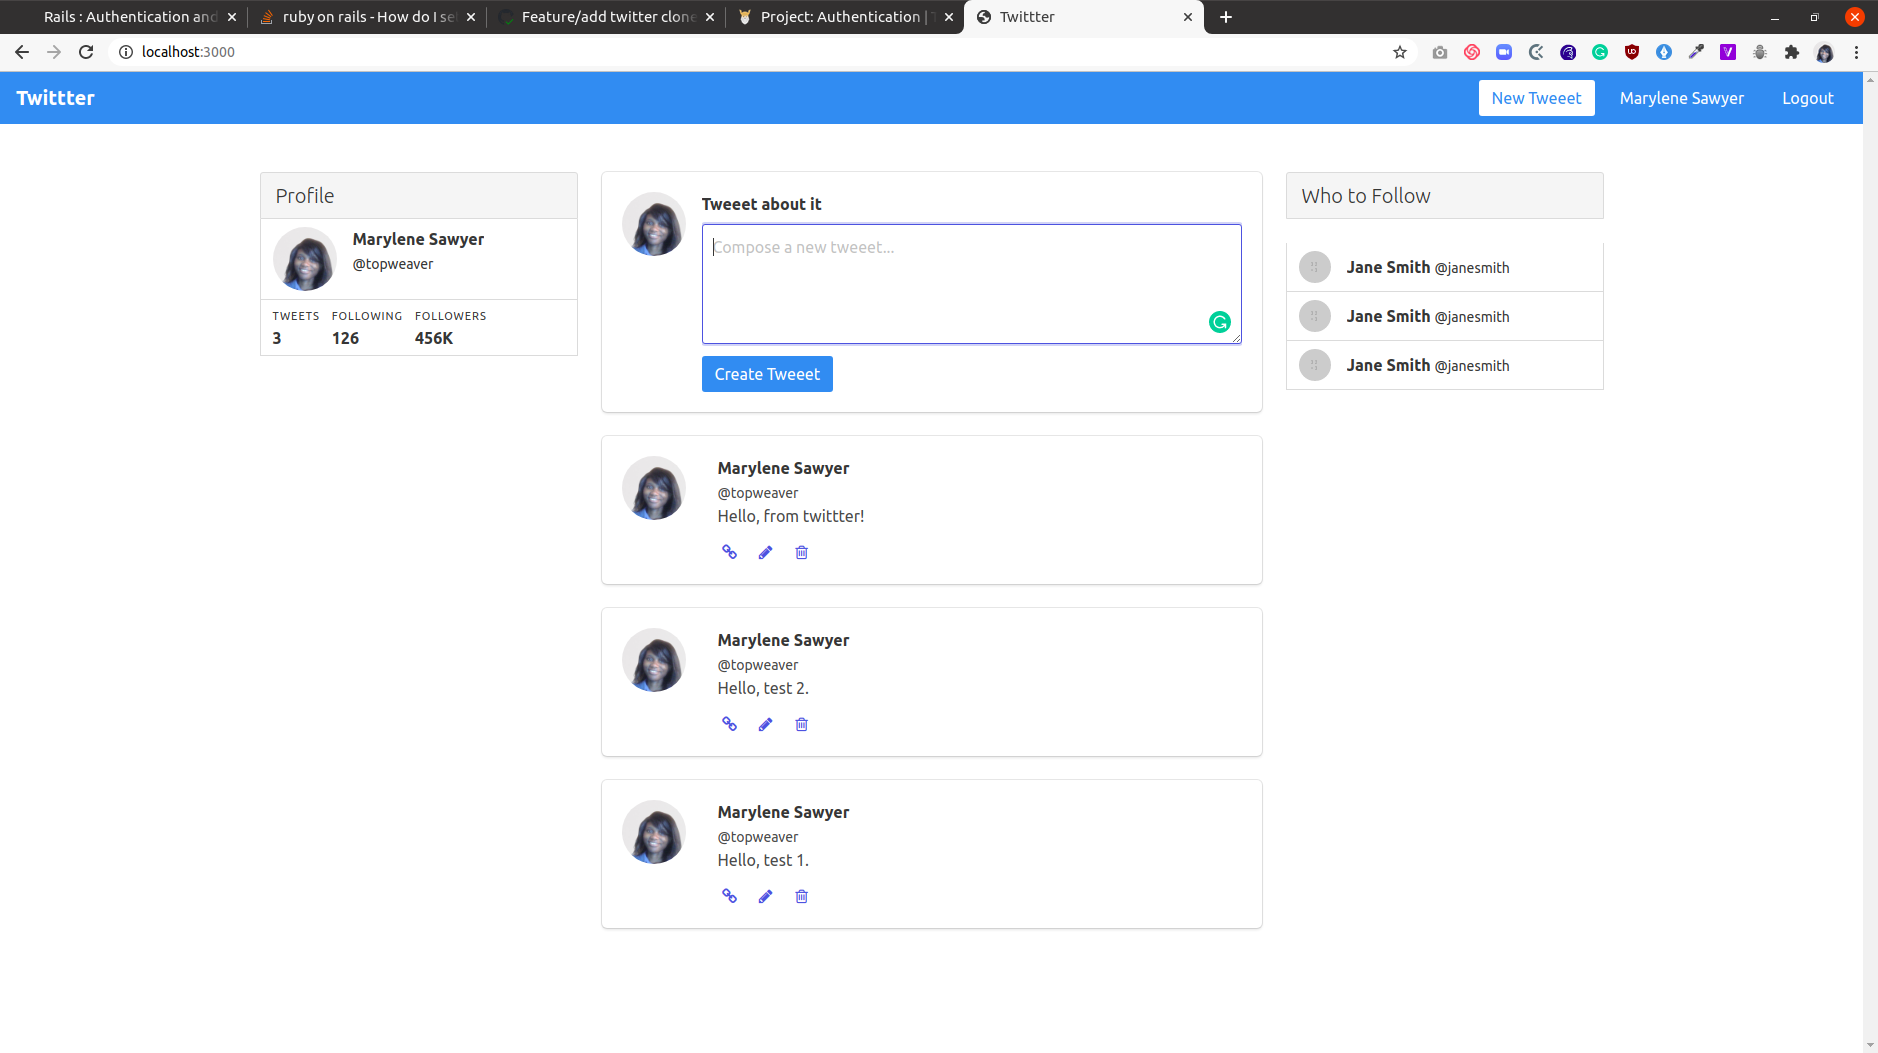 Rails : Authentication and
ruby on rails - How do I se
Feature/add twitter clone
Project: Authentication |
Twittter
localhost:3000
Twittter
New Tweeet
Marylene Sawyer
Logout
Profile
Marylene Sawyer
@topweaver
TWEETS FOLLOWING FOLLOWERS
3 126 456K
Tweeet about it
Compose a new tweeet...
Create Tweeet
Marylene Sawyer
@topweaver
Hello, from twittter!
Marylene Sawyer
@topweaver
Hello, test 2.
Marylene Sawyer
@topweaver
Hello, test 1.
Who to Follow
Jane Smith @janesmith
Jane Smith @janesmith
Jane Smith @janesmith